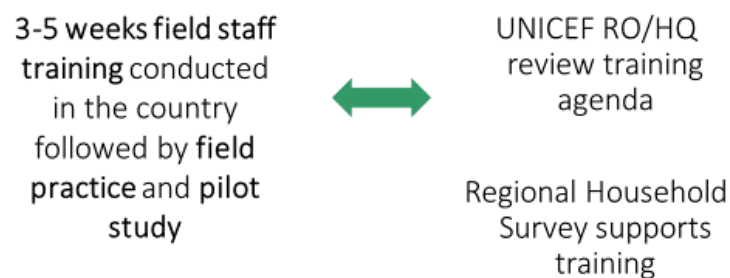 3-5 weeks field staff
training conducted
in the country
followed by field
practice and pilot
study
UNICEF RO/HQ
review training
agenda
Regional Household
Survey supports
training